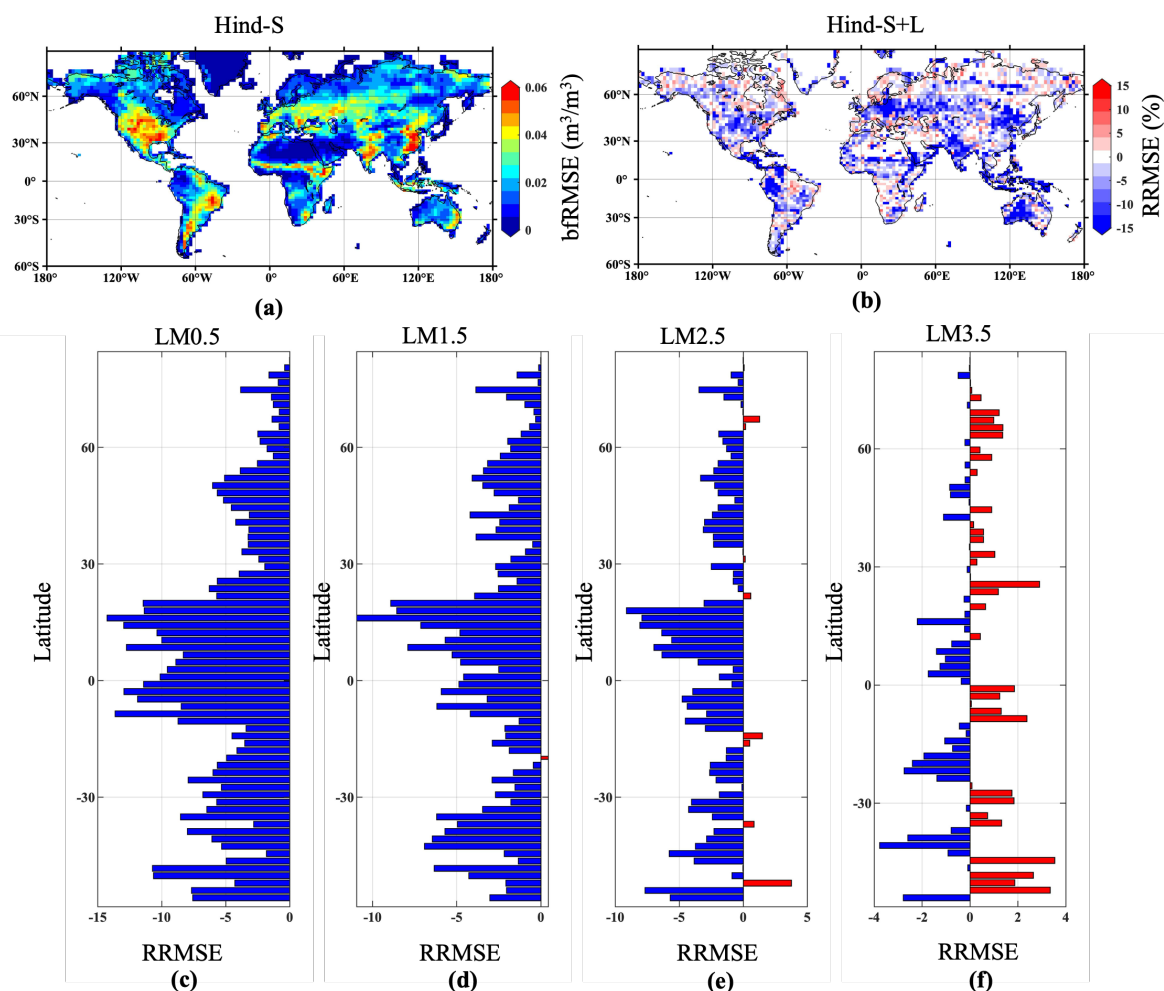 Hind-S
Hind-S+L
60°N
30°N
0°
30°S
60°S
180°
120°W
60°W
0°
60°E
120°E
180°
0.06
0.04
0.02
0
bfRMSE (m³/m³)
60°N
30°N
0°
30°S
60°S
180°
120°W
60°W
0°
60°E
120°E
180°
15
10
5
0
-5
-10
-15
RRMSE (%)
(a)
(b)
LM0.5
LM1.5
LM2.5
LM3.5
Latitude
60
30
0
-30
-15
-10
-5
0
RRMSE
(c)
Latitude
60
30
0
-30
-10
-5
0
RRMSE
(d)
Latitude
60
30
0
-30
-10
-5
0
5
RRMSE
(e)
Latitude
60
30
0
-30
-4
-2
0
2
4
RRMSE
(f)